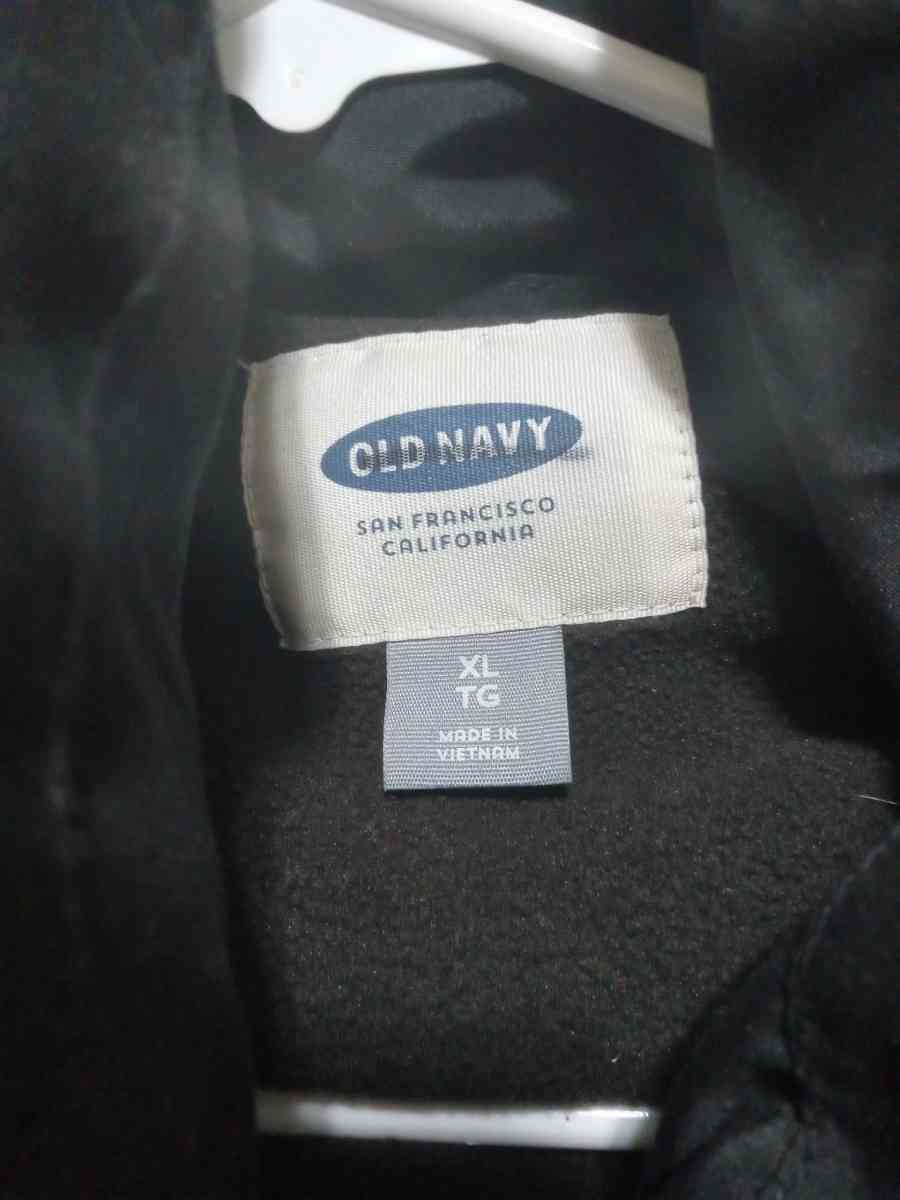 OLD NAVY
SAN FRANCISCO
CALIFORNIA
XL
TG
MADE IN
VIETNAM